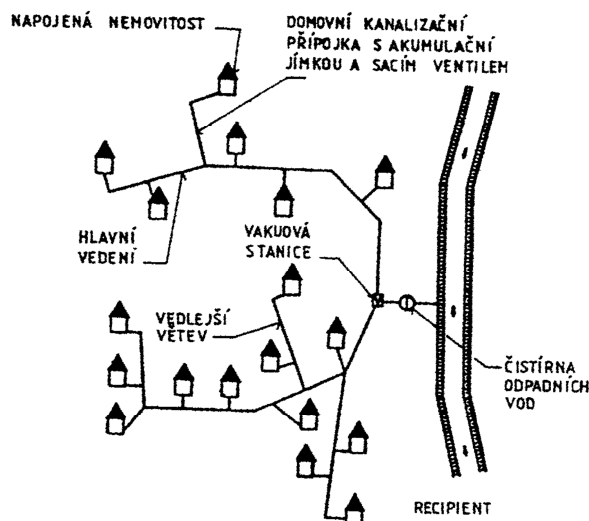 NAPOJENÁ NEMOVITOST
DOMOVNÍ KANALIZAČNÍ
PŘÍPOJKA S AKUMULAČNÍ
JÍMKOU A SACÍM VENTILEM
HLAVNÍ
VEDENÍ
VAKUOVÁ
STANICE
VEDLEJŠÍ
VĚTEV
ČISTÍRNA
ODPADNÍCH
VOD
RECIPIENT